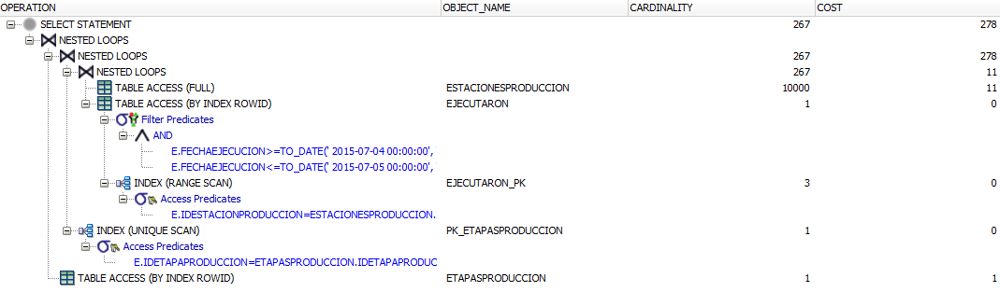 OPERATION OBJECT_NAME CARDINALITY COST
SELECT STATEMENT 267 278
NESTED LOOPS
NESTED LOOPS 267 278
NESTED LOOPS 267 11
TABLE ACCESS (FULL) ESTACIONESPRODUCCION 10000 11
TABLE ACCESS (BY INDEX ROWID) EJECUTARON 1 0
Filter Predicates
AND
E.FECHAEJECUCION>=TO_DATE(' 2015-07-04 00:00:00',
E.FECHAEJECUCION<=TO_DATE(' 2015-07-05 00:00:00',
INDEX (RANGE SCAN) EJECUTARON_PK 3 0
Access Predicates
E.IDESTACIONPRODUCCION=ESTACIONESPRODUCCION.
INDEX (UNIQUE SCAN) PK_ETAPASPRODUCCION 1 0
Access Predicates
E.IDETAPAPRODUCCION=ETAPASPRODUCCION.IDETAPAPRODUC
TABLE ACCESS (BY INDEX ROWID) ETAPASPRODUCCION 1 1